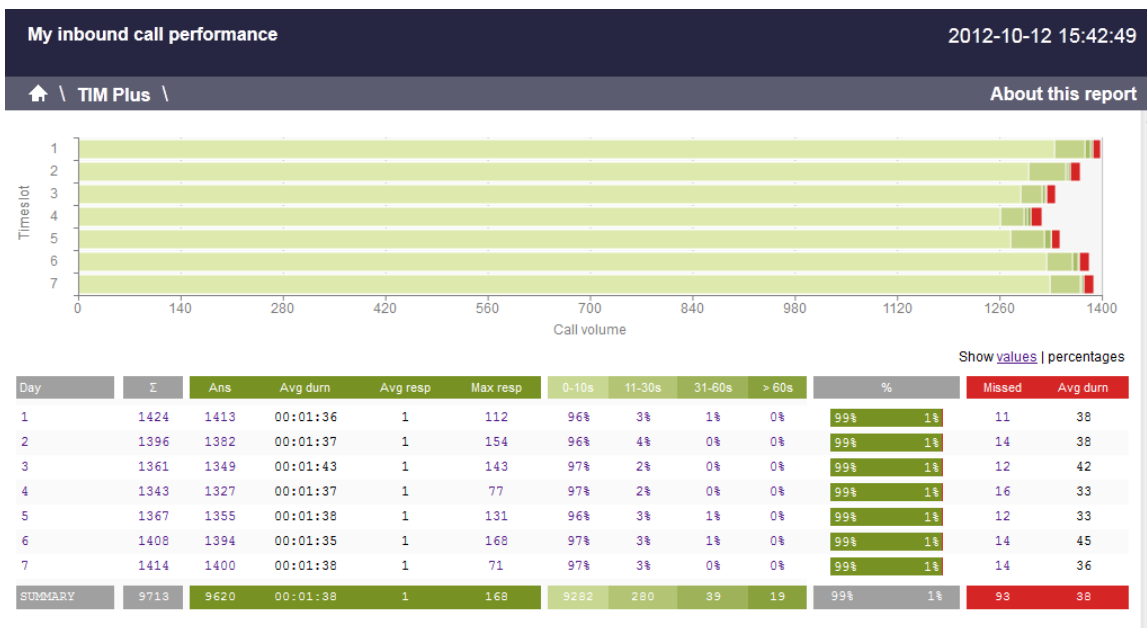 My inbound call performance 2012-10-12 15:42:49
\ TIM Plus \ About this report
Timeslot
1
2
3
4
5
6
7
0 140 280 420 560 700 840 980 1120 1260 1400
Call volume
Show values | percentages
Day Σ Ans Avg durn Avg resp Max resp 0-10s 11-30s 31-60s > 60s % Missed Avg durn
1 1424 1413 00:01:36 1 112 96% 3% 1% 0% 99% 1% 11 38
2 1396 1382 00:01:37 1 154 96% 4% 0% 0% 99% 1% 14 38
3 1361 1349 00:01:43 1 143 97% 2% 0% 0% 99% 1% 12 42
4 1343 1327 00:01:37 1 77 97% 2% 0% 0% 99% 1% 16 33
5 1367 1355 00:01:38 1 131 96% 3% 1% 0% 99% 1% 12 33
6 1408 1394 00:01:35 1 168 97% 3% 1% 0% 99% 1% 14 45
7 1414 1400 00:01:38 1 71 97% 3% 0% 0% 99% 1% 14 36
SUMMARY 9713 9620 00:01:38 1 168 9282 280 39 19 99% 1% 93 38